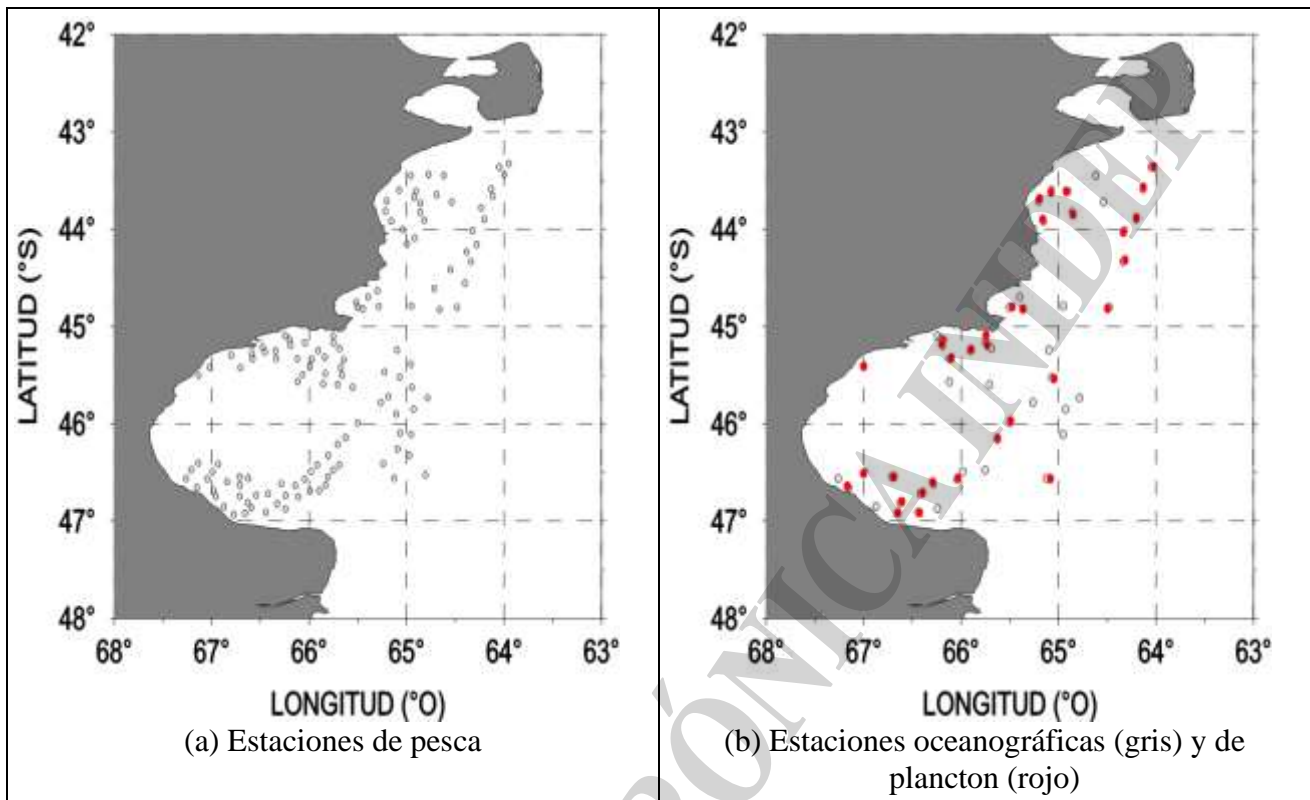 42°
43°
44°
45°
46°
47°
48°
LATITUD (°S)
68° 67° 66° 65° 64° 63°
LONGITUD (°O)
(a) Estaciones de pesca
42°
43°
44°
45°
46°
47°
48°
LATITUD (°S)
68° 67° 66° 65° 64° 63°
LONGITUD (°O)
(b) Estaciones oceanográficas (gris) y de
plancton (rojo)
RÓNICA INIDEP